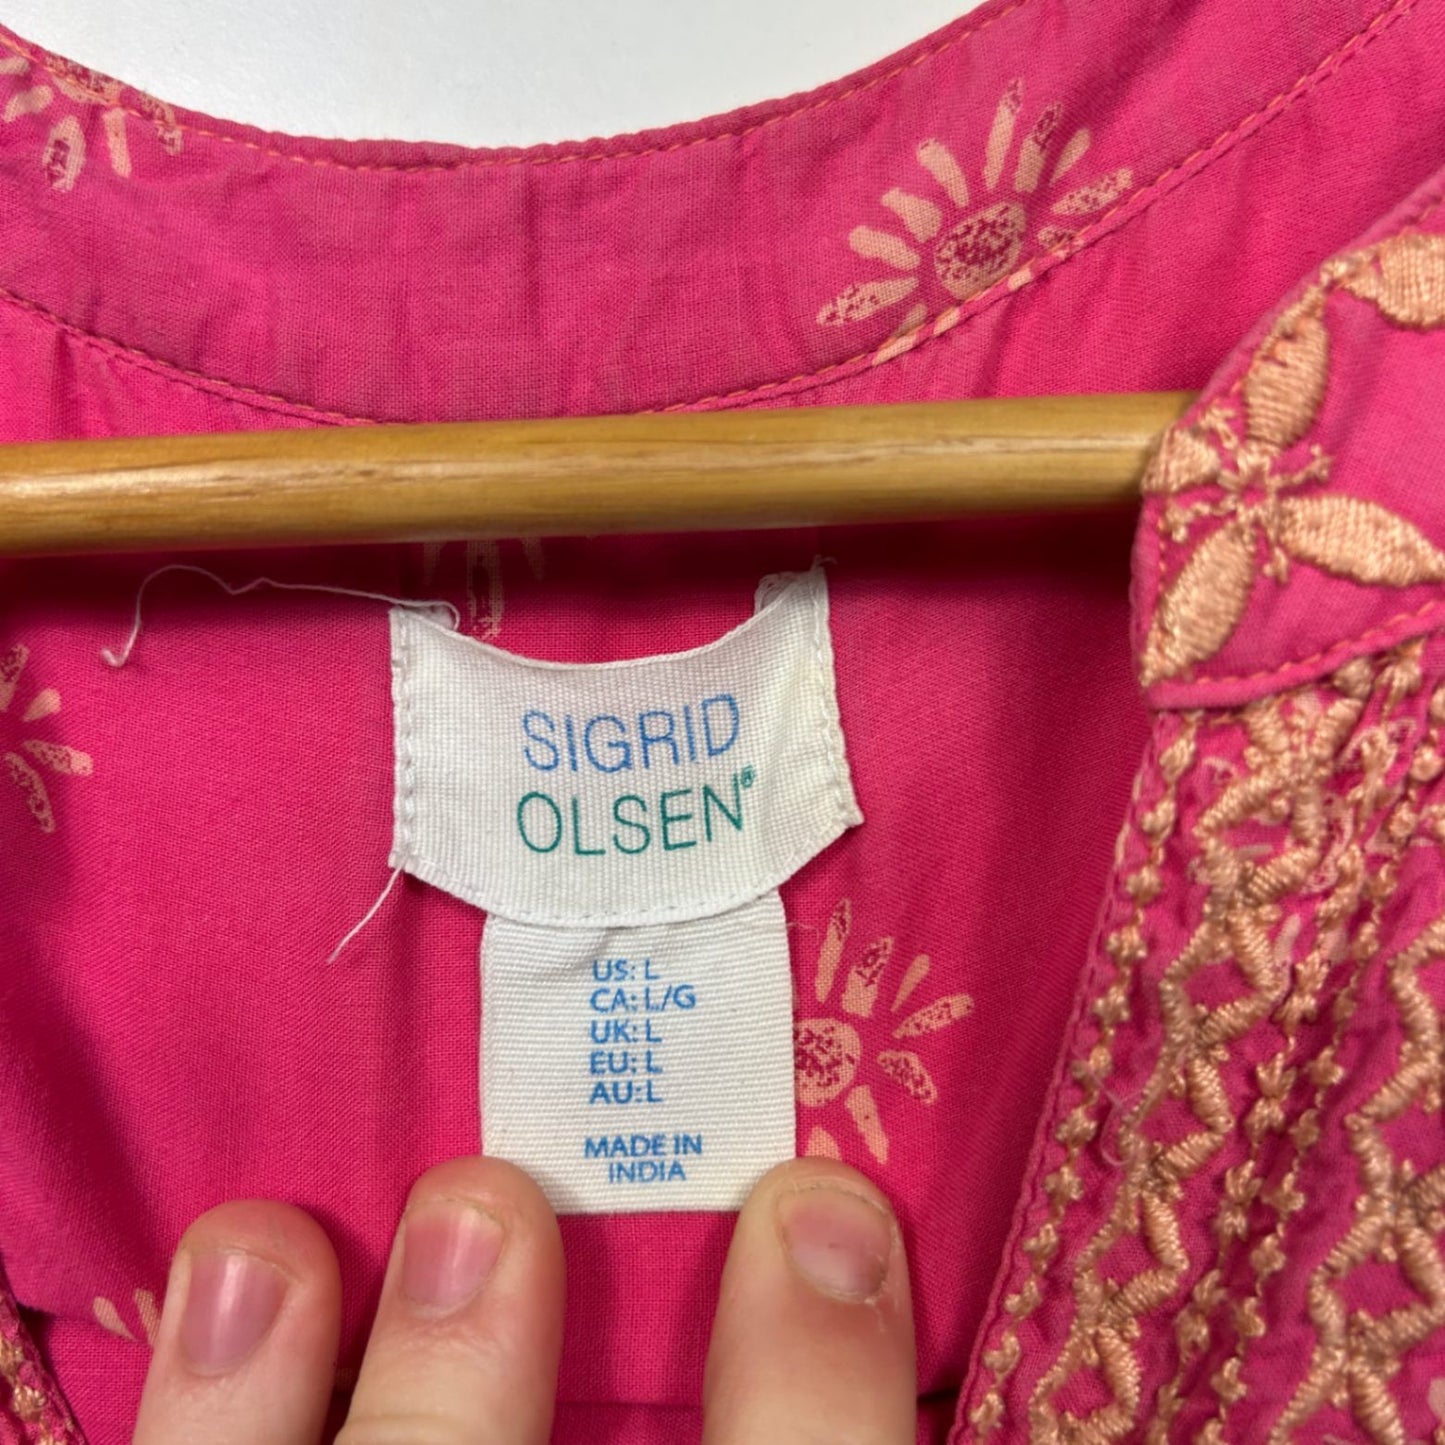 SIGRID
OLSEN®
US: L
CA: L/G
UK: L
EU: L
AU: L
MADE IN
INDIA